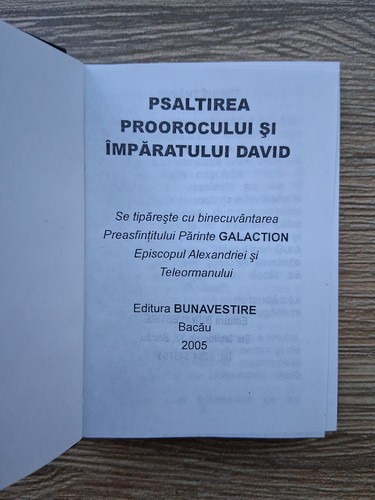 PSALTIREA
PROOROCULUI ŞI
ÎMPĂRATULUI DAVID
Se tipăreşte cu binecuvântarea
Preasfinţitului Părinte GALACTION
Episcopul Alexandriei şi
Teleormanului
Editura BUNAVESTIRE
Bacău
2005